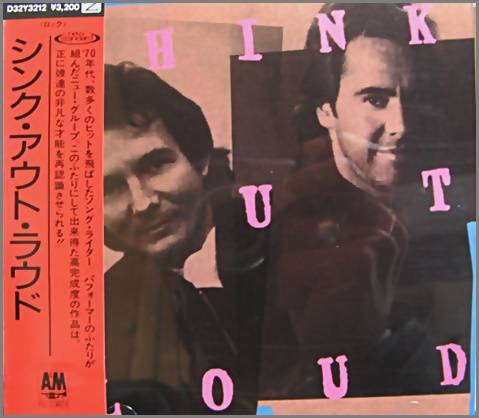 D32Y3212 ¥3,200
〈ロック〉
シンク・アウト・ラウド
'70年代、数多くのヒットを飛ばしたソング・ライター、パフォーマーのふたりが
組んだニュー・グループ。このふたりにして出来得た高完成度の作品は、
正に彼達の非凡な才能を再認識させられる!!
A&M
RECORDS
HINK
UT
LOUD